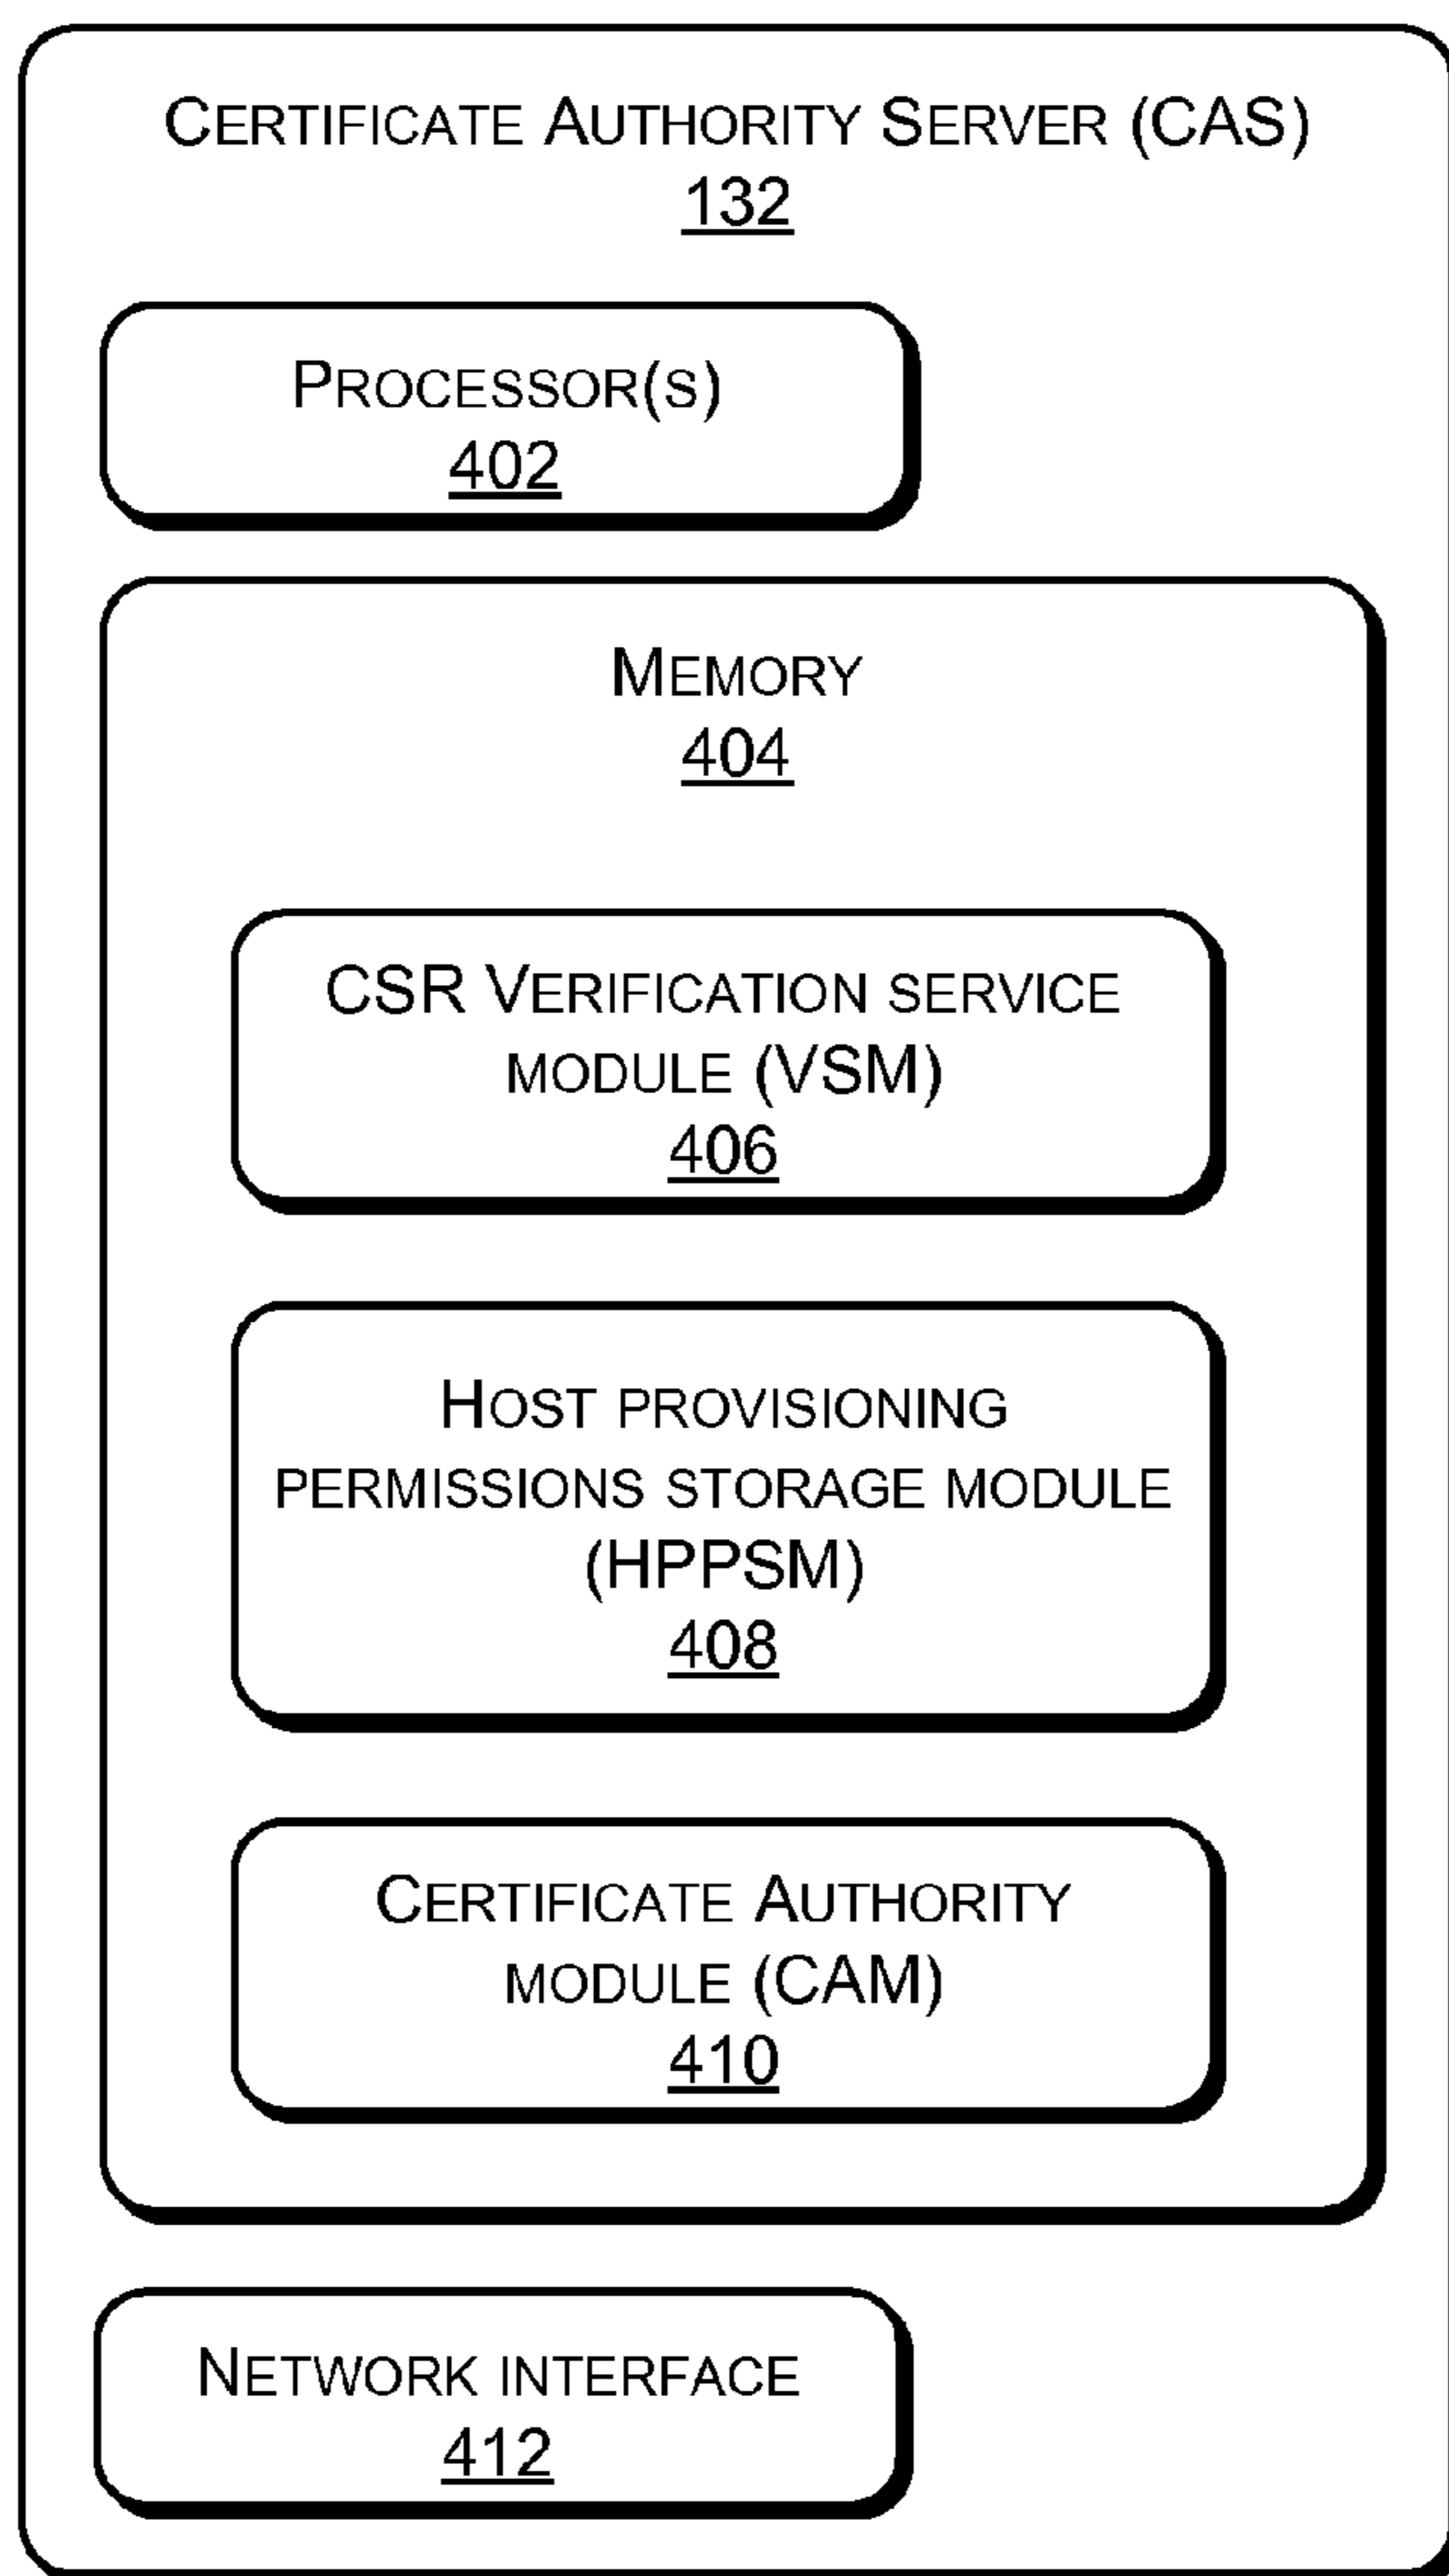 CERTIFICATE AUTHORITY SERVER (CAS)
132
PROCESSOR(S)
402
MEMORY
404
CSR VERIFICATION SERVICE
MODULE (VSM)
406
HOST PROVISIONING
PERMISSIONS STORAGE MODULE
(HPPSM)
408
CERTIFICATE AUTHORITY
MODULE (CAM)
410
NETWORK INTERFACE
412